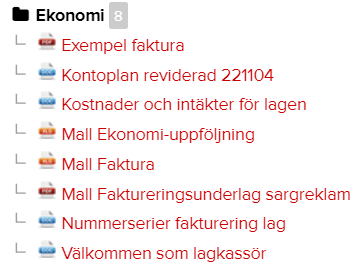 Ekonomi 8
Exempel faktura
Kontoplan reviderad 221104
Kostnader och intäkter för lagen
Mall Ekonomi-uppföljning
Mall Faktura
Mall Faktureringsunderlag sargreklam
Nummerserier fakturering lag
Välkommen som lagkassör